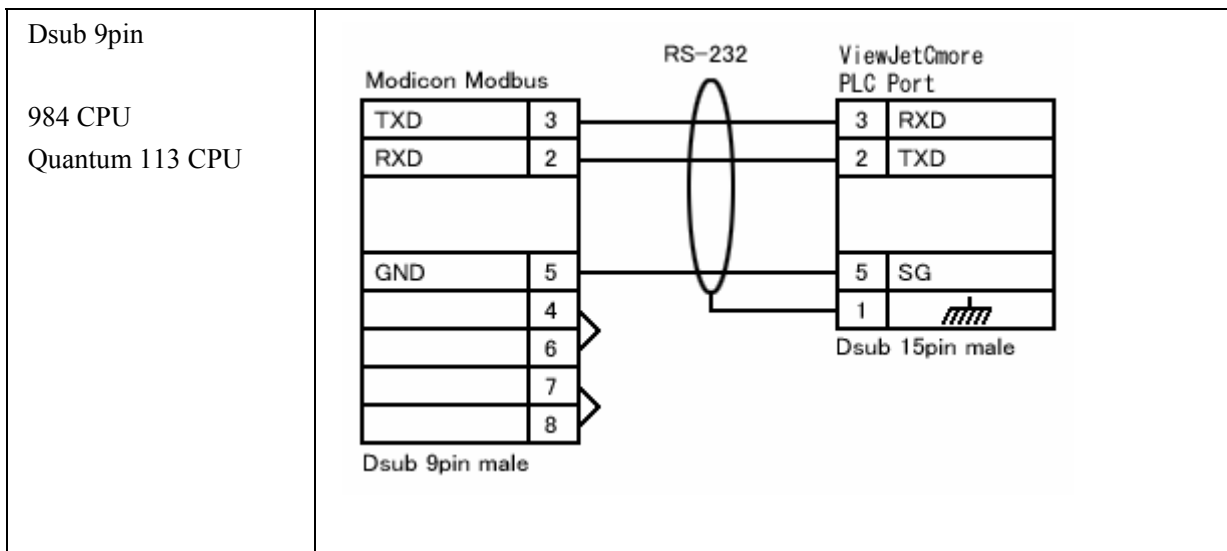 Dsub 9pin
984 CPU
Quantum 113 CPU
RS-232
Modicon Modbus
ViewJetCmore
PLC Port
TXD 3 3 RXD
RXD 2 2 TXD
GND 5 5 SG
4 1
6
7
8
Dsub 15pin male
Dsub 9pin male